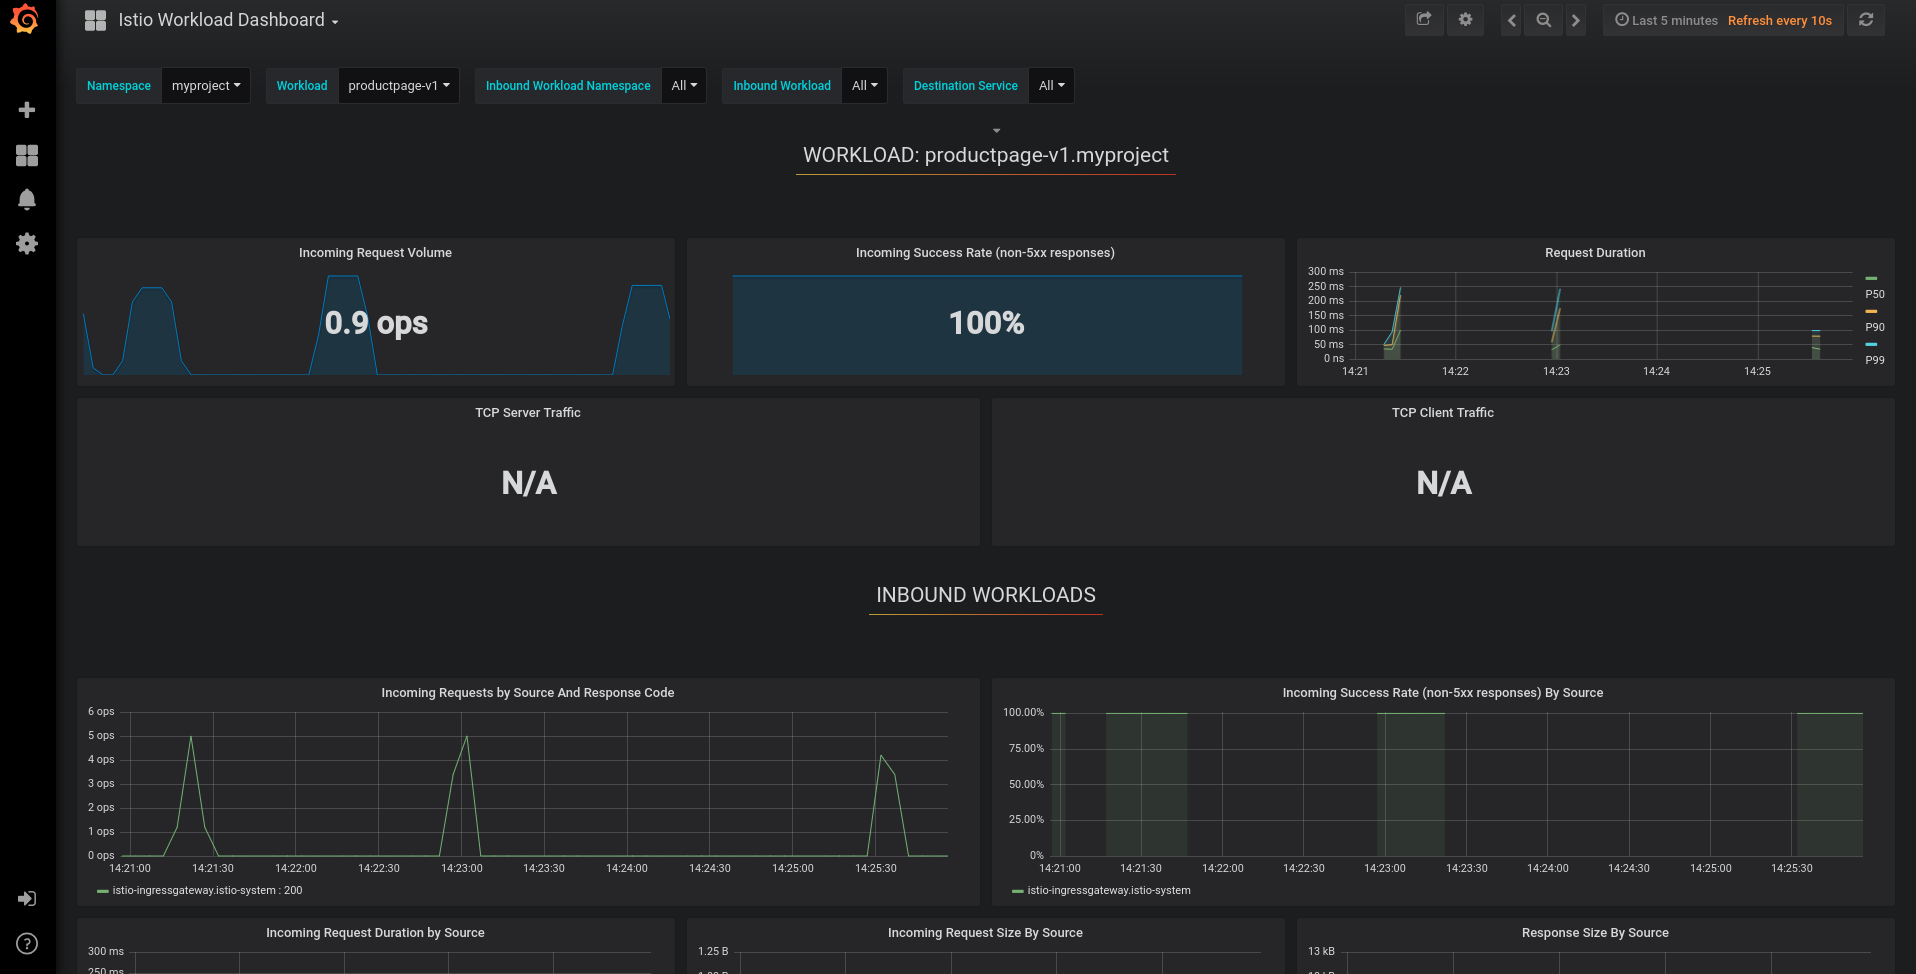 Istio Workload Dashboard
Last 5 minutes Refresh every 10s
Namespace myproject Workload productpage-v1 Inbound Workload Namespace All Inbound Workload All Destination Service All
WORKLOAD: productpage-v1.myproject
Incoming Request Volume
0.9 ops
Incoming Success Rate (non-5xx responses)
100%
Request Duration
300 ms
250 ms
200 ms
150 ms
100 ms
50 ms
0 ns
14:21 14:22 14:23 14:24 14:25
P50
P90
P99
TCP Server Traffic
N/A
TCP Client Traffic
N/A
INBOUND WORKLOADS
Incoming Requests by Source And Response Code
6 ops
5 ops
4 ops
3 ops
2 ops
1 ops
0 ops
14:21:00 14:21:30 14:22:00 14:22:30 14:23:00 14:23:30 14:24:00 14:24:30 14:25:00 14:25:30
istio-ingressgateway.istio-system : 200
Incoming Success Rate (non-5xx responses) By Source
100.00%
75.00%
50.00%
25.00%
0%
14:21:00 14:21:30 14:22:00 14:22:30 14:23:00 14:23:30 14:24:00 14:24:30 14:25:00 14:25:30
istio-ingressgateway.istio-system
Incoming Request Duration by Source
300 ms
250 ms
Incoming Request Size By Source
1.25 B
Response Size By Source
13 kB